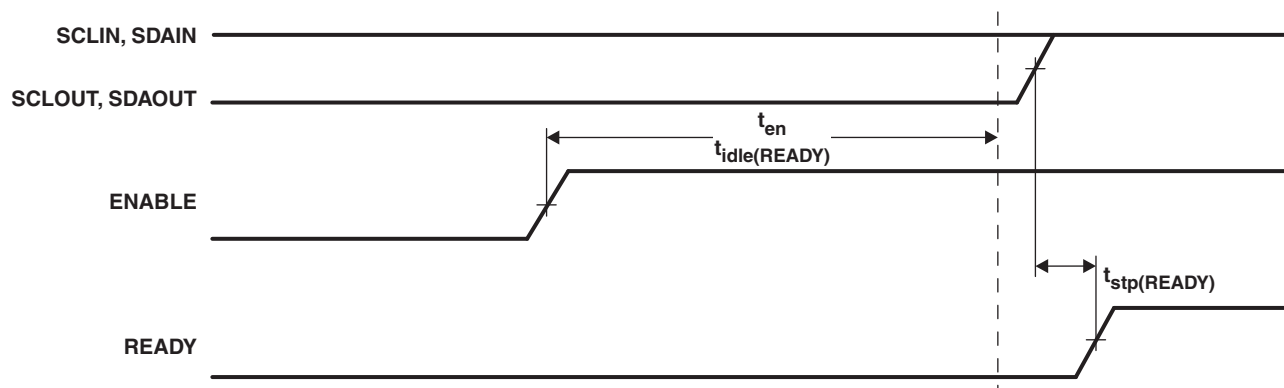 SCLIN, SDAIN
SCLOUT, SDAOUT
t_en
t_idle(READY)
ENABLE
t_stp(READY)
READY